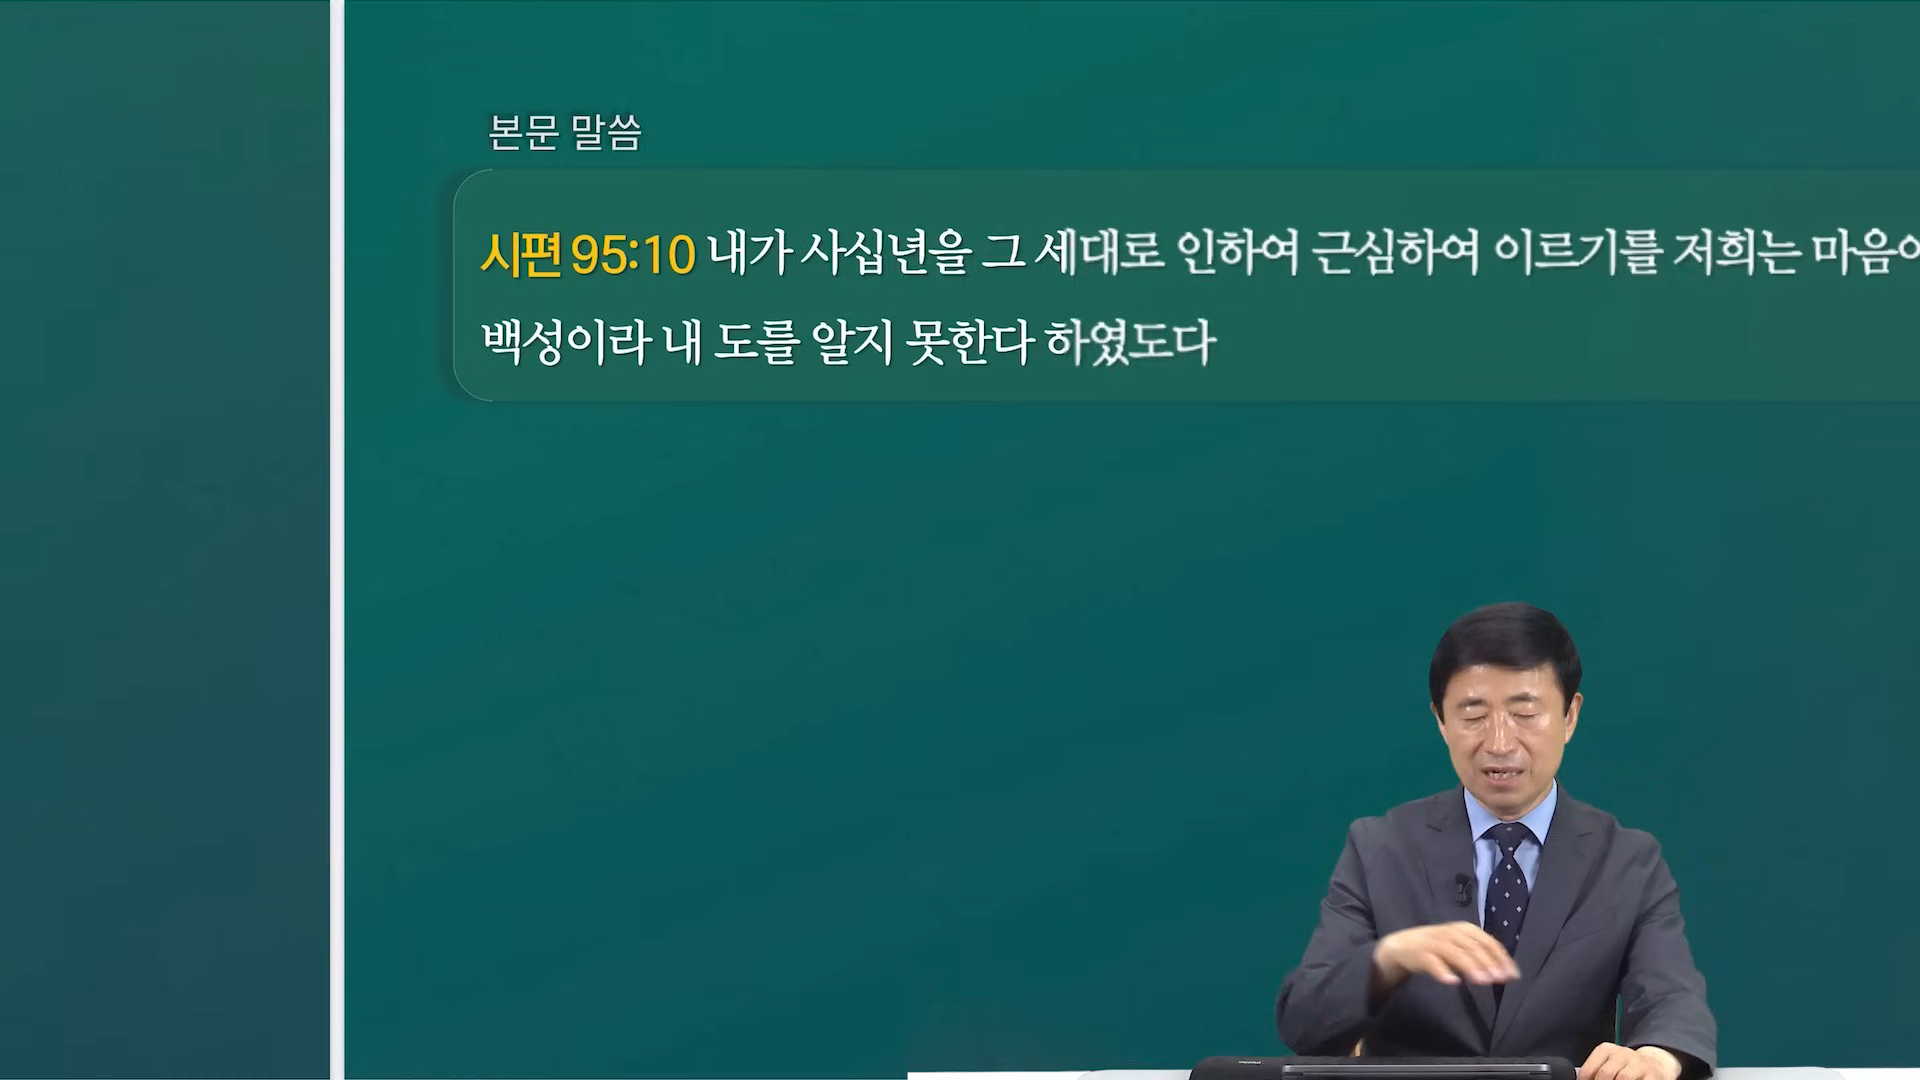 본문 말씀
시편 95:10 내가 사십년을 그 세대로 인하여 근심하여 이르기를 저희는 마음이
백성이라 내 도를 알지 못한다 하였도다